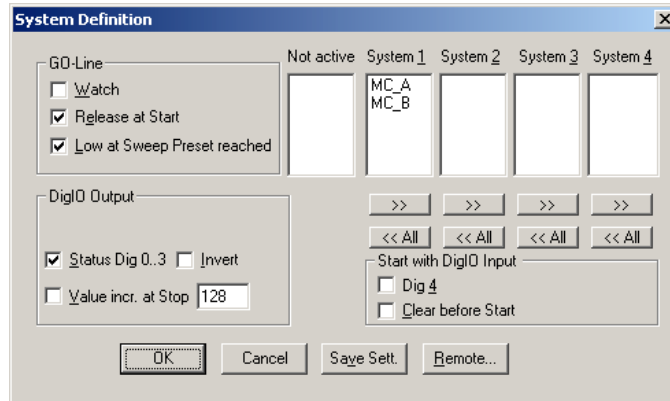 System Definition
GO-Line
Watch
Release at Start
Low at Sweep Preset reached
Not active System 1 System 2 System 3 System 4
MC_A
MC_B
>> >> >> >>
<< All << All << All << All
DigIO Output
Status Dig 0..3 Invert
Value incr. at Stop 128
Start with DigIO Input
Dig 4
Clear before Start
OK Cancel Save Sett. Remote...